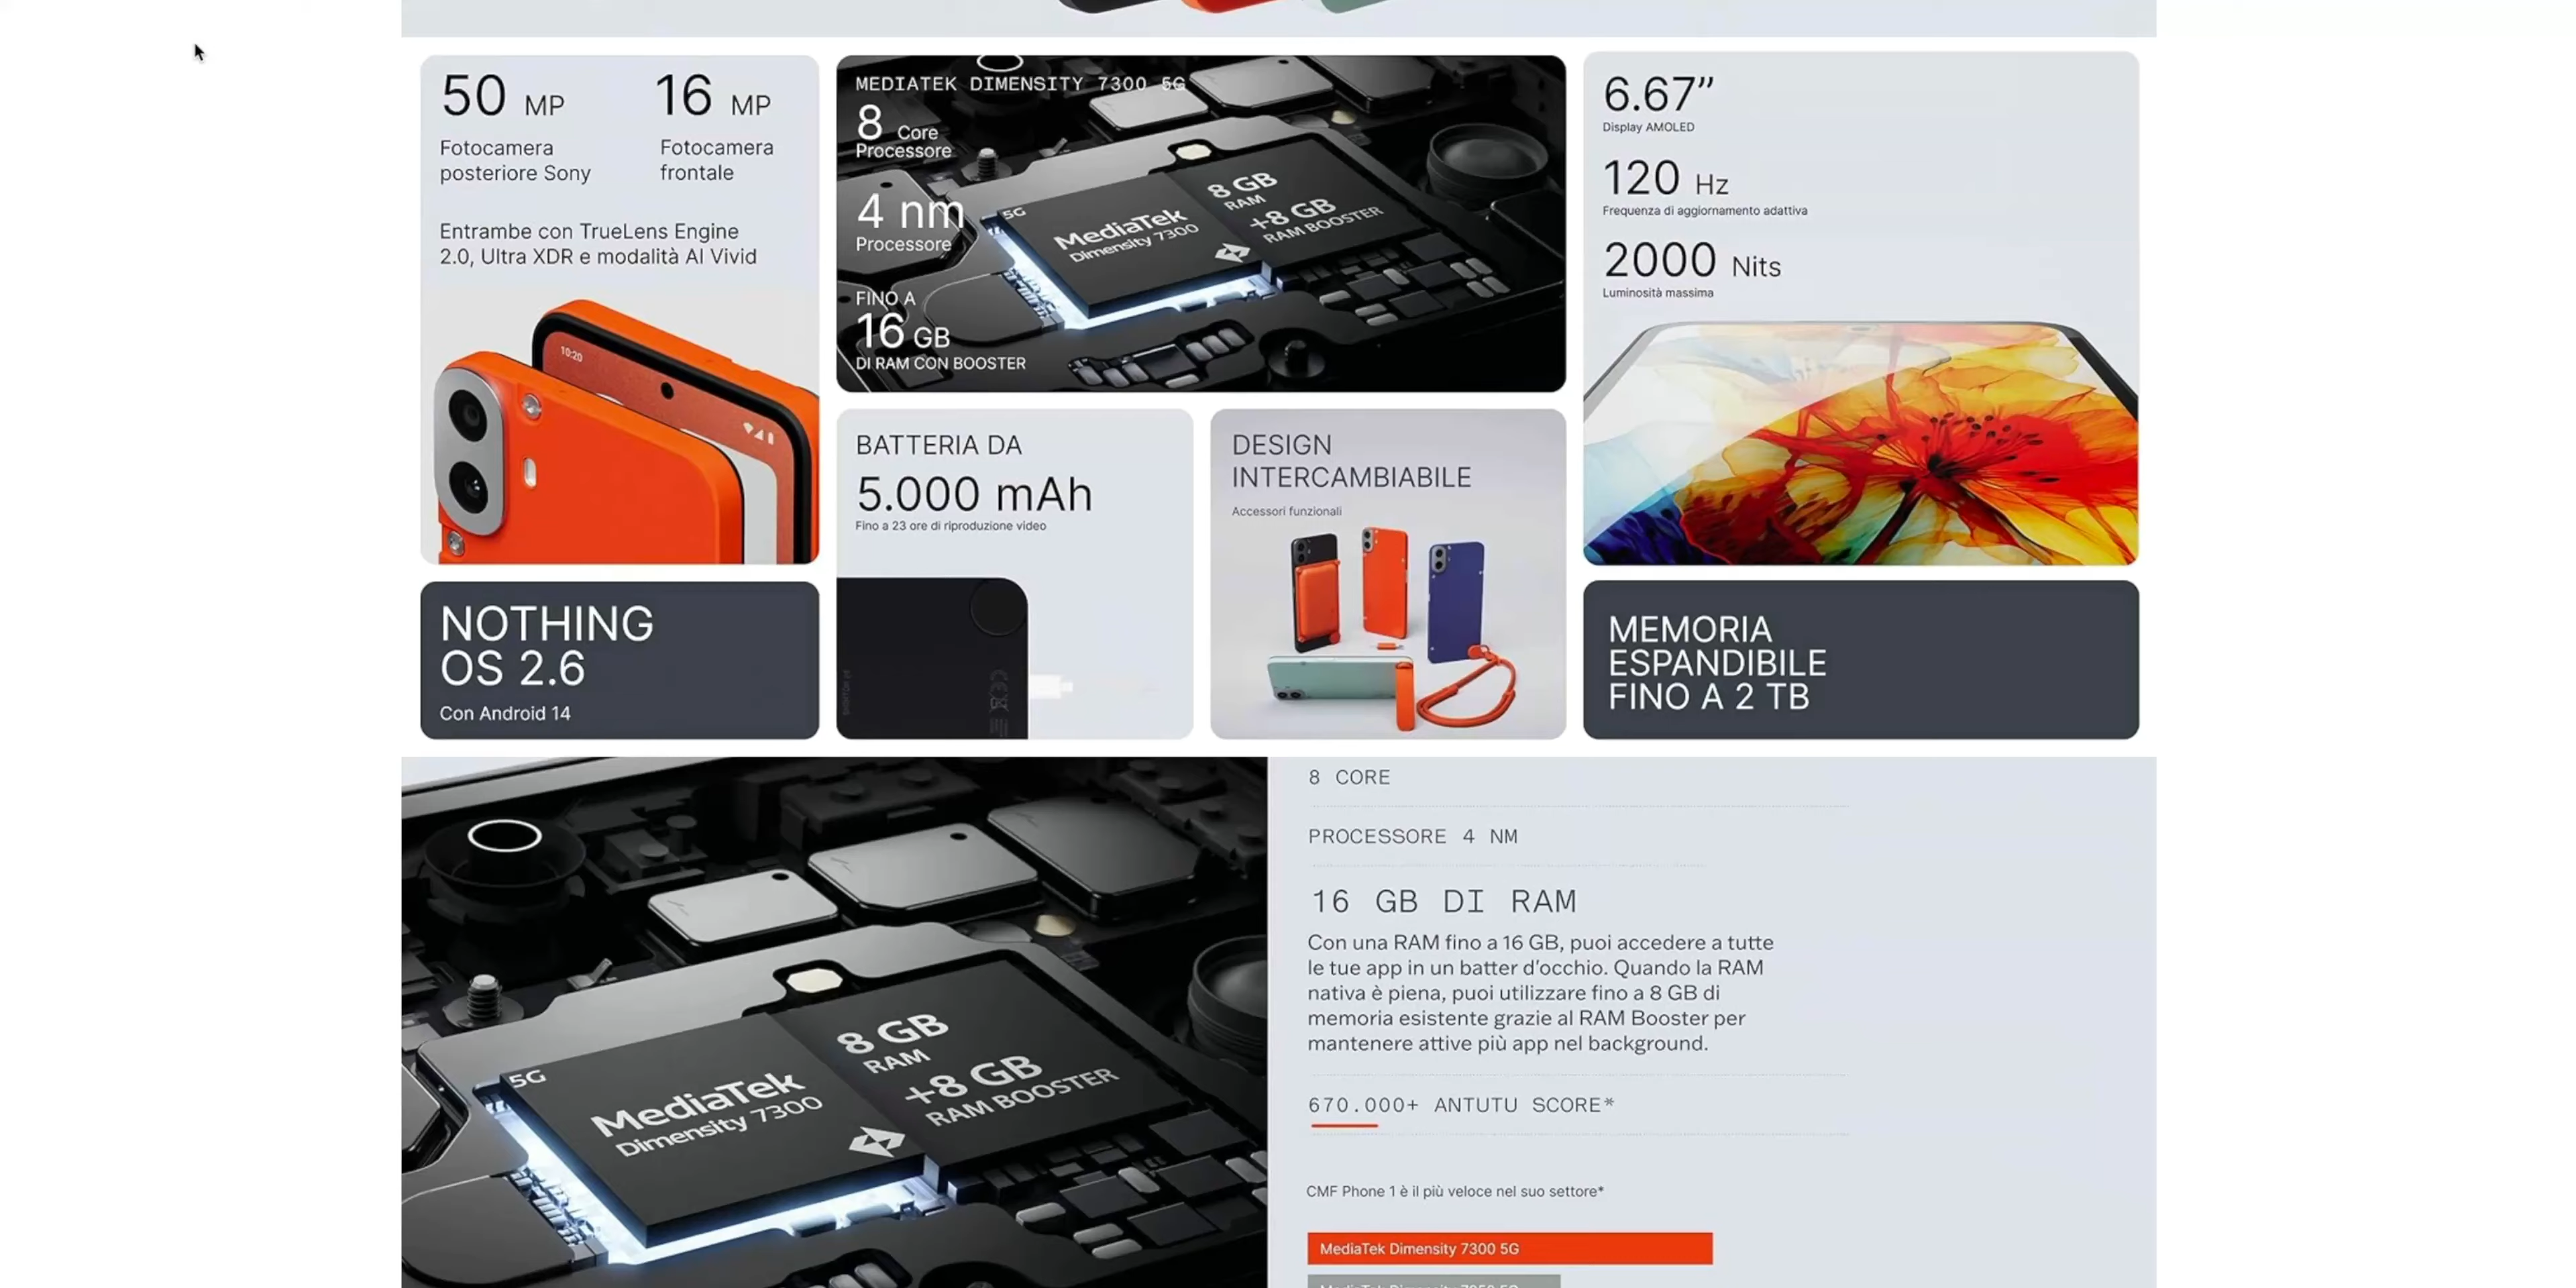 50 MP
Fotocamera
posteriore Sony
16 MP
Fotocamera
frontale
Entrambe con TrueLens Engine
2.0, Ultra XDR e modalità AI Vivid
10:20
MEDIATEK DIMENSITY 7300 5G
8 Core
Processore
4 nm
Processore
FINO A
16 GB
DI RAM CON BOOSTER
5G
MediaTek
Dimensity 7300
8 GB
RAM
+8 GB
RAM BOOSTER
6.67”
Display AMOLED
120 Hz
Frequenza di aggiornamento adattiva
2000 Nits
Luminosità massima
BATTERIA DA
5.000 mAh
Fino a 23 ore di riproduzione video
DESIGN
INTERCAMBIABILE
Accessori funzionali
NOTHING
OS 2.6
Con Android 14
MEMORIA
ESPANDIBILE
FINO A 2 TB
5G
MediaTek
Dimensity 7300
8 GB
RAM
+8 GB
RAM BOOSTER
8 CORE
PROCESSORE 4 NM
16 GB DI RAM
Con una RAM fino a 16 GB, puoi accedere a tutte
le tue app in un batter d’occhio. Quando la RAM
nativa è piena, puoi utilizzare fino a 8 GB di
memoria esistente grazie al RAM Booster per
mantenere attive più app nel background.
670.000+ ANTUTU SCORE*
CMF Phone 1 è il più veloce nel suo settore*
MediaTek Dimensity 7300 5G